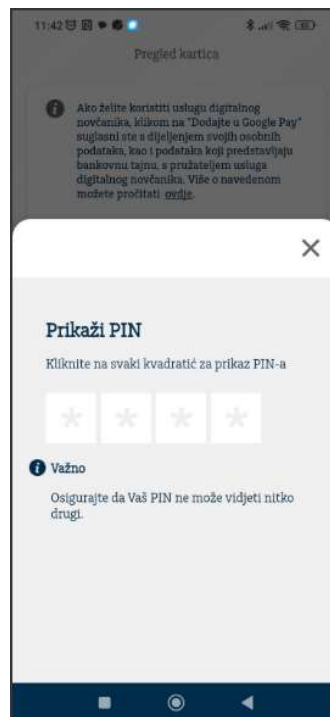 11:42
Pregled kartica
Ako želite koristiti uslugu digitalnog
novčanika, klikom na "Dodajte u Google Pay"
suglasni ste s dijeljenjem svojih osobnih
podataka, kao i podataka koji predstavljaju
bankovnu tajnu, s pružateljem usluga
digitalnog novčanika. Više o navedenom
možete pročitati ovdje.
Prikaži PIN
Kliknite na svaki kvadratić za prikaz PIN-a
* * * *
Važno
Osigurajte da Vaš PIN ne može vidjeti nitko
drugi.